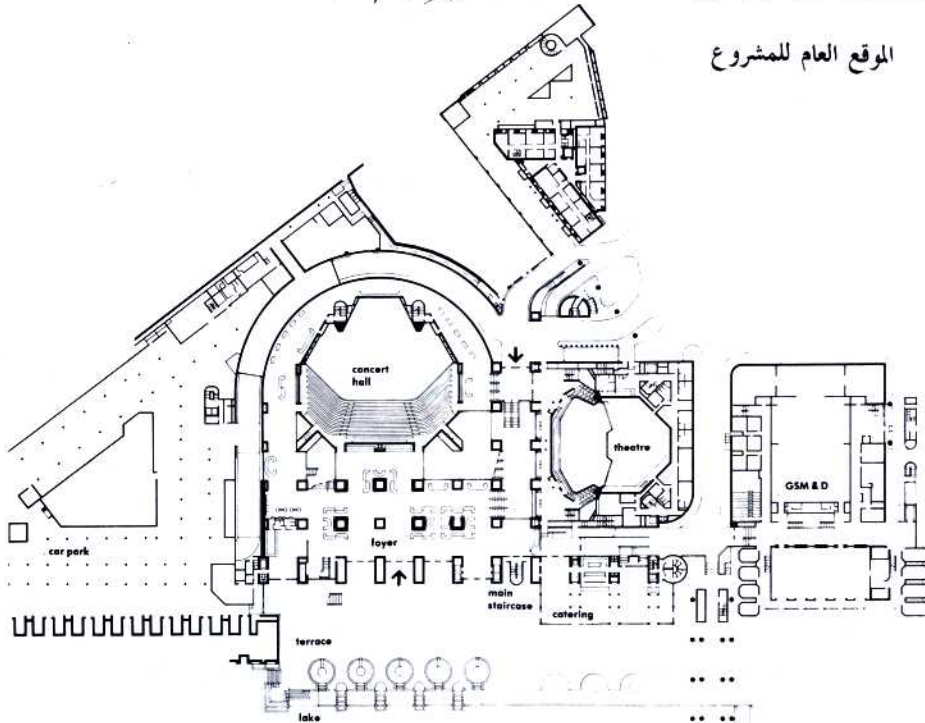 الموقع العام للمشروع
concert
hall
theatre
GSM & D
foyer
car park
main
staircase
catering
terrace
lake